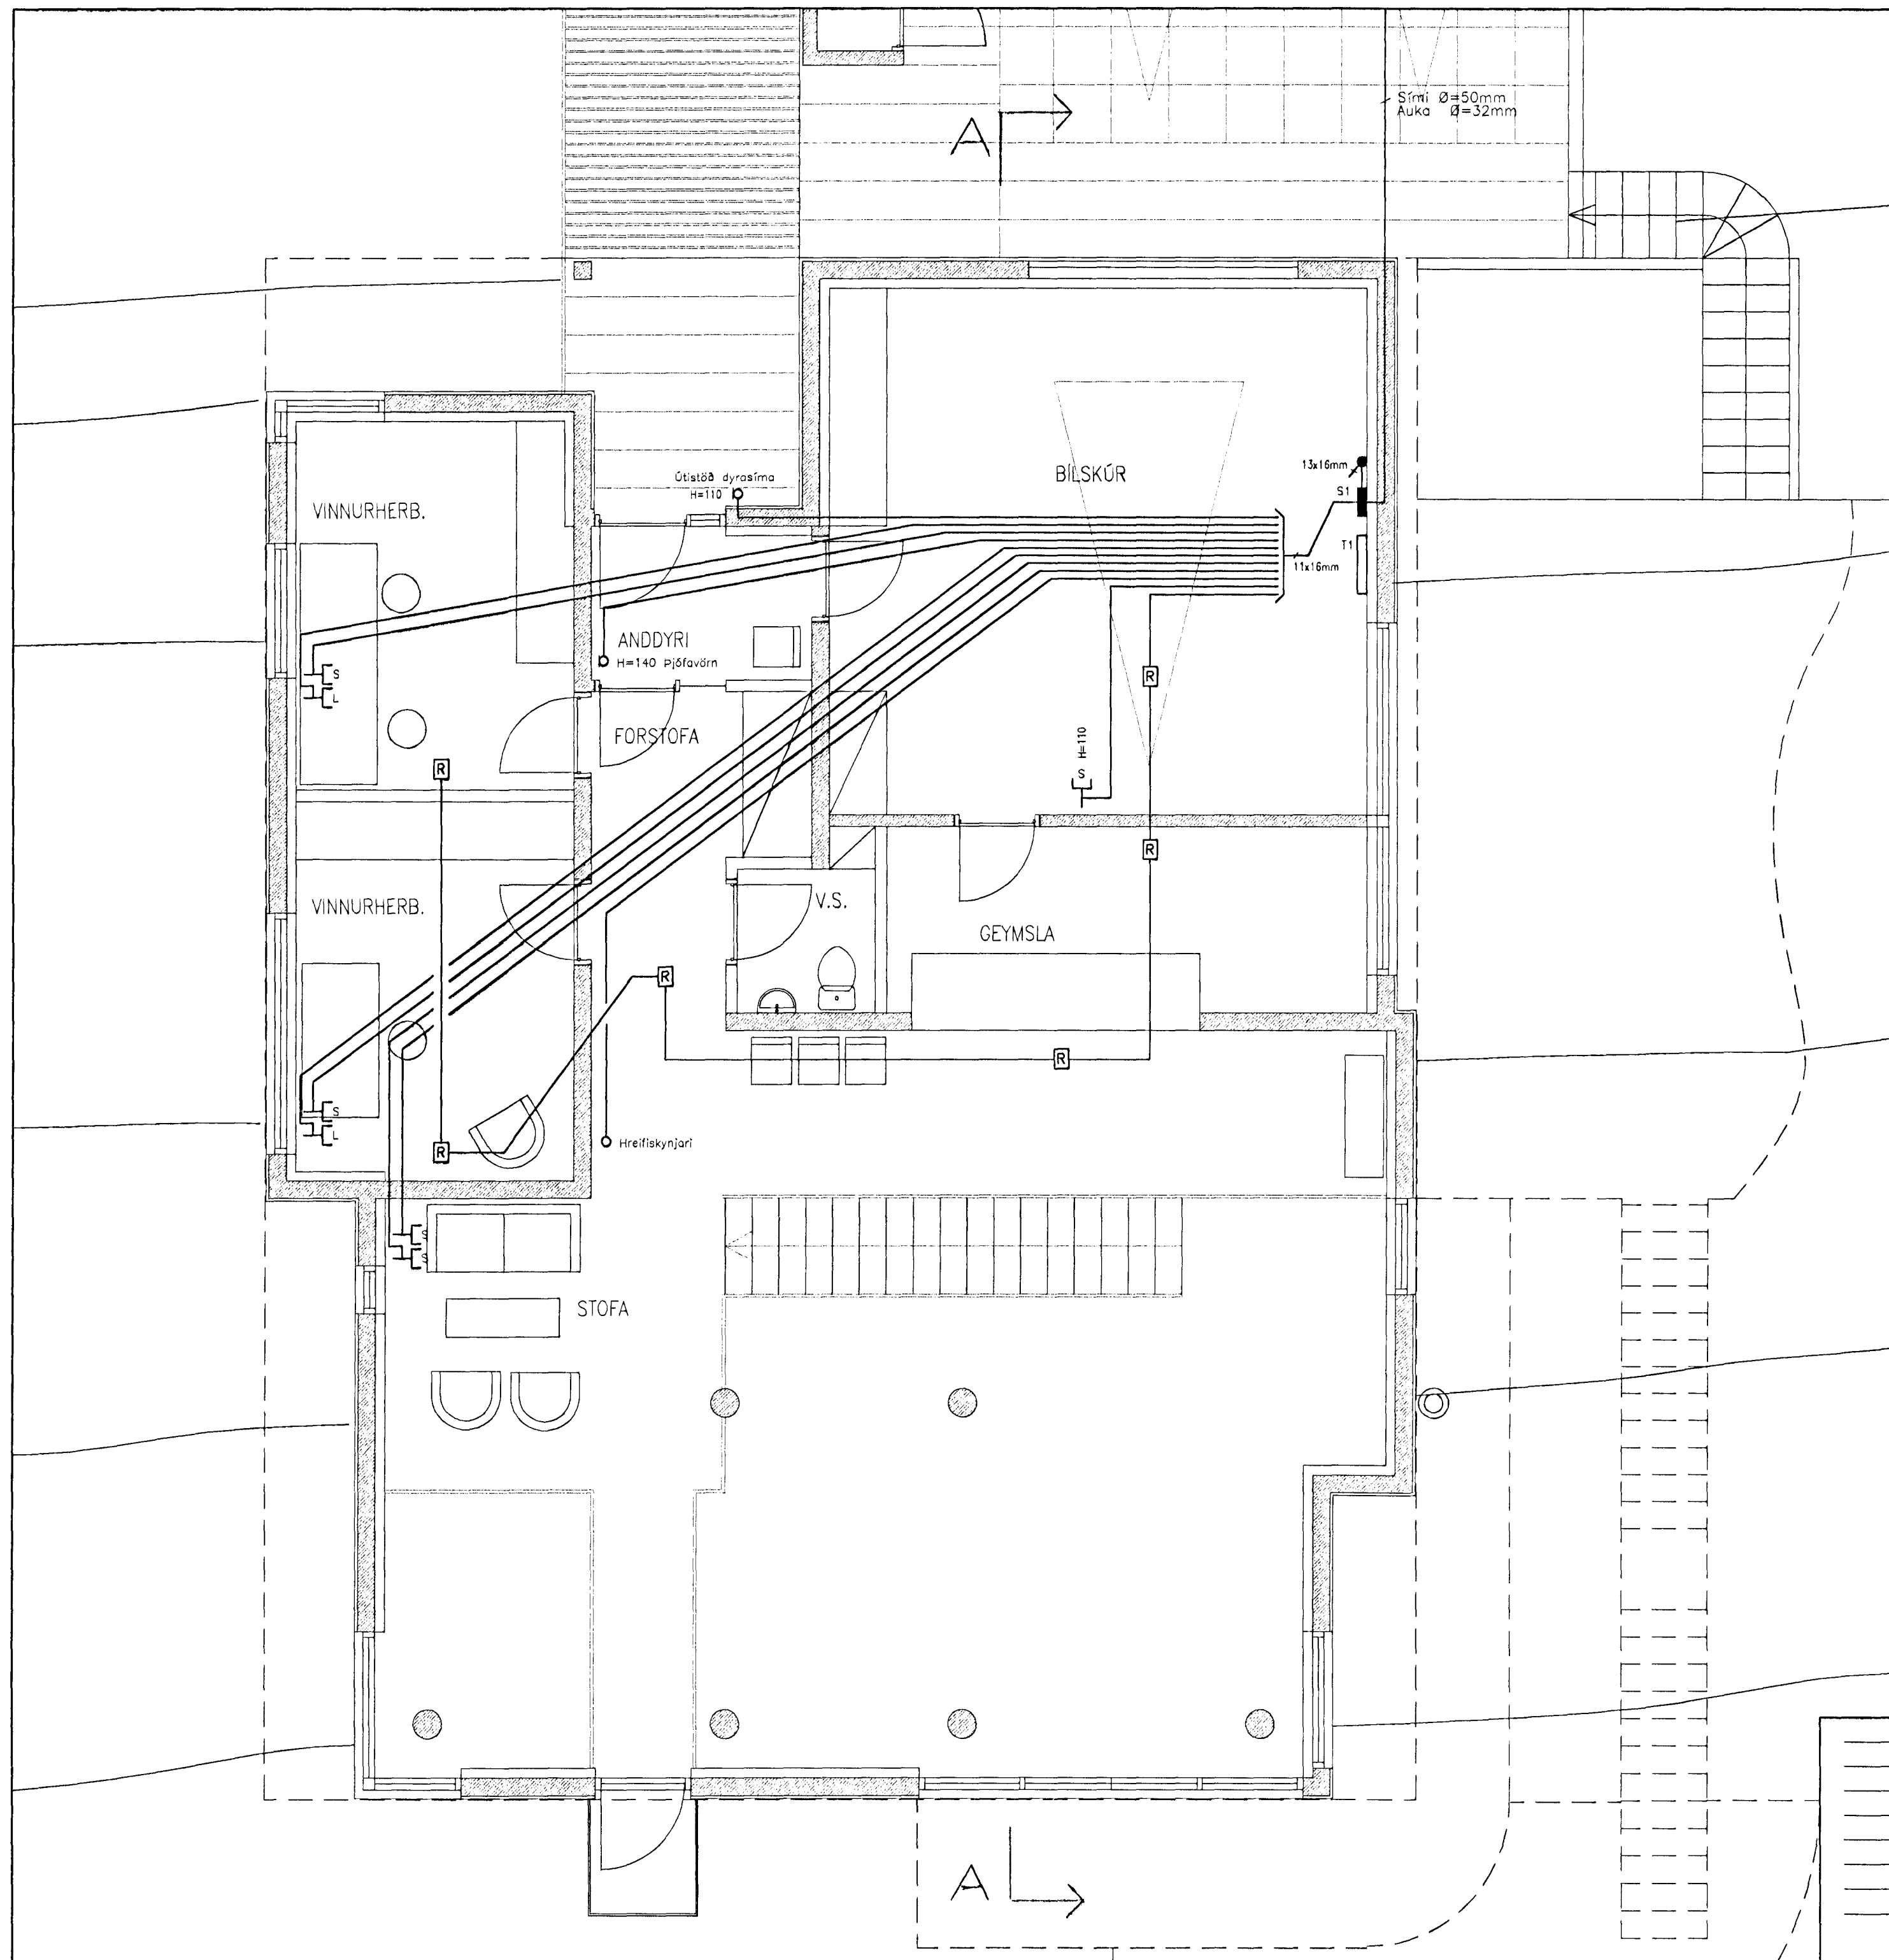 Sími Ø=50mm
Auka Ø=32mm
A
BÍLSKÚR
13x16mm
S1
T1
11x16mm
Útistöð dyrasíma
H=110
VINNURHERB.
ANDDYRI
H=140 Þjófavörn
S
L
FORSTOFA
R
R
H=110
S
R
VINNURHERB.
V.S.
GEYMSLA
R
R
S
L
R
Hreifiskynjari
S
S
STOFA
A